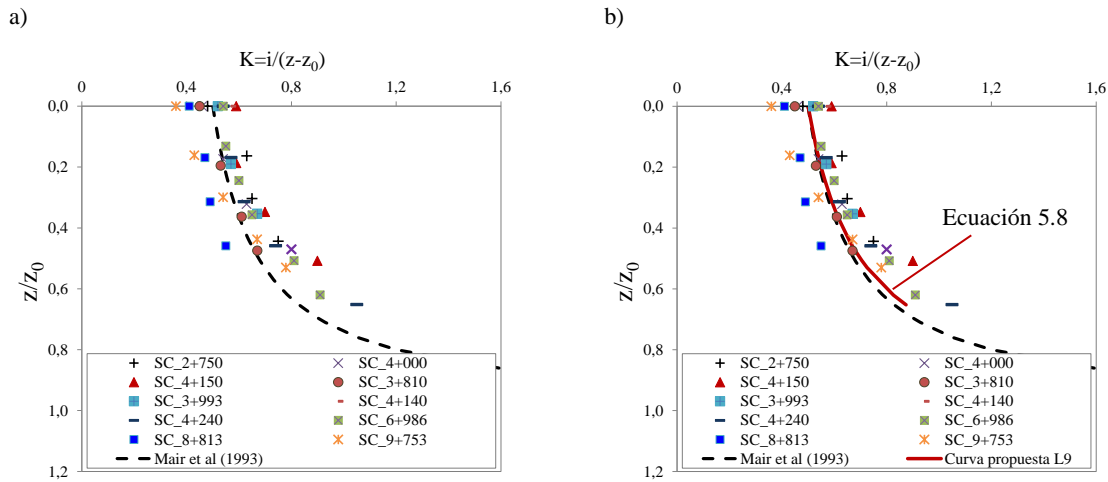 a)
K=i/(z-z0)
0 0,4 0,8 1,2 1,6
0,0
0,2
0,4
0,6
0,8
1,0
1,2
z/z0
SC_2+750 SC_4+000
SC_4+150 SC_3+810
SC_3+993 SC_4+140
SC_4+240 SC_6+986
SC_8+813 SC_9+753
Mair et al (1993)
b)
K=i/(z-z0)
0 0,4 0,8 1,2 1,6
0,0
0,2
0,4
0,6
0,8
1,0
1,2
z/z0
Ecuación 5.8
SC_2+750 SC_4+000
SC_4+150 SC_3+810
SC_3+993 SC_4+140
SC_4+240 SC_6+986
SC_8+813 SC_9+753
Mair et al (1993) Curva propuesta L9